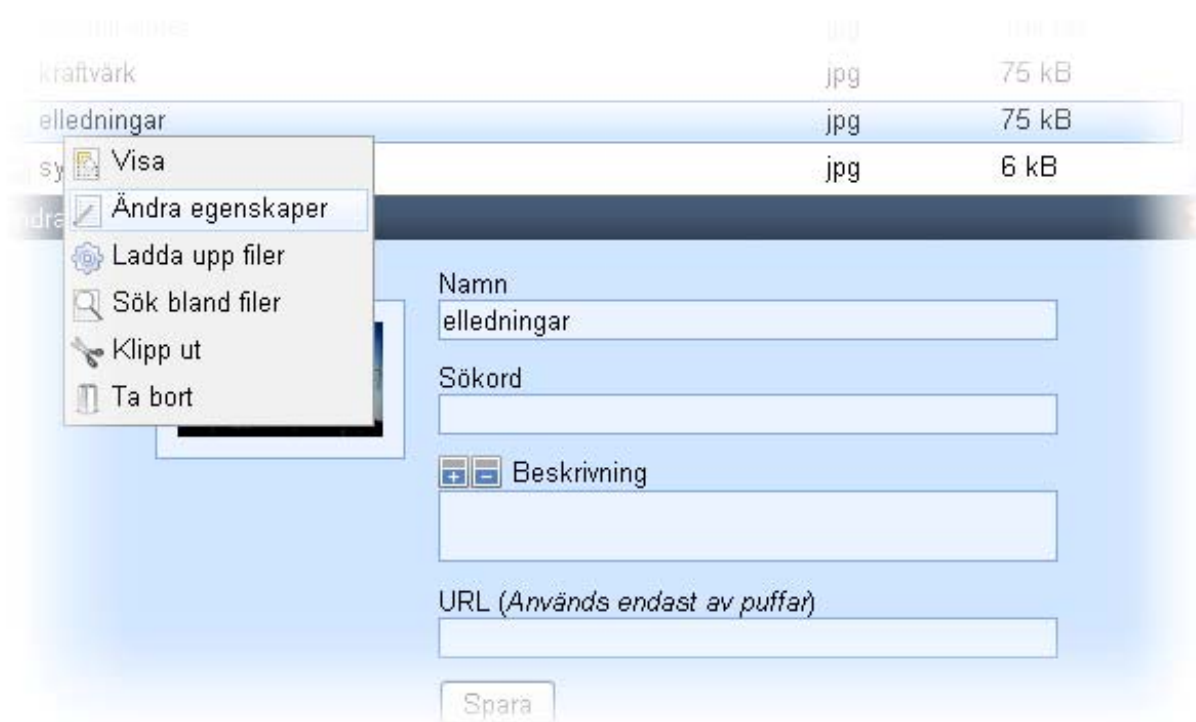 kraftvärk jpg 75 kB
elledningar jpg 75 kB
sy jpg 6 kB
Visa
Ändra egenskaper
Ladda upp filer
Sök bland filer
Klipp ut
Ta bort
Namn
elledningar
Sökord
Beskrivning
URL (Används endast av puffar)
Spara